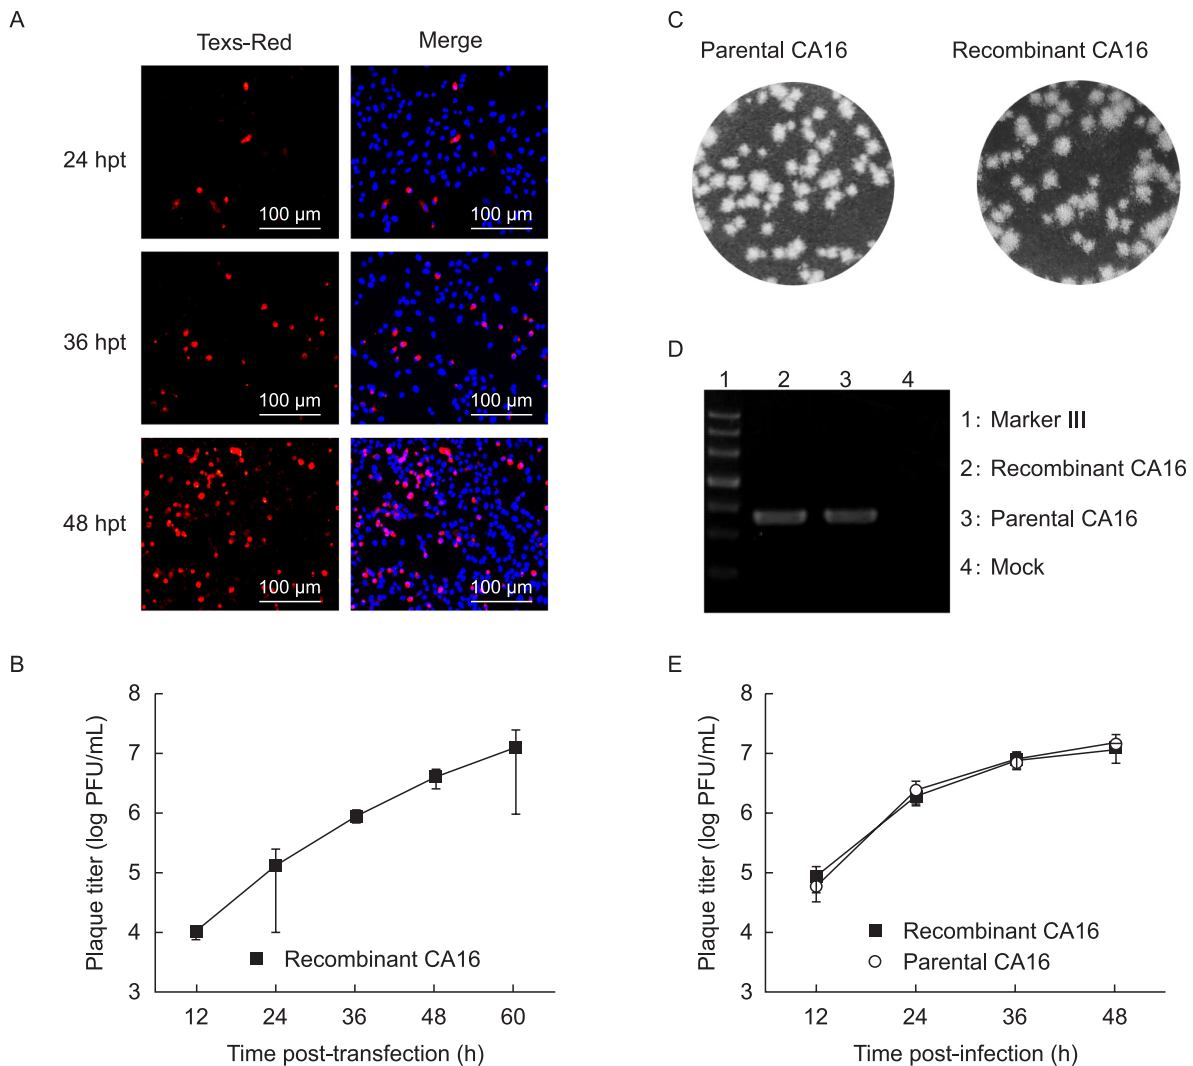 A
Texs-Red Merge
24 hpt
100 µm 100 µm
36 hpt
100 µm 100 µm
48 hpt
100 µm 100 µm
B
Plaque titer (log PFU/mL)
8
7
6
5
4
3
Recombinant CA16
12 24 36 48 60
Time post-transfection (h)
C
Parental CA16 Recombinant CA16
D
1 2 3 4
1: Marker III
2: Recombinant CA16
3: Parental CA16
4: Mock
E
Plaque titer (log PFU/mL)
8
7
6
5
4
3
Recombinant CA16
Parental CA16
12 24 36 48
Time post-infection (h)